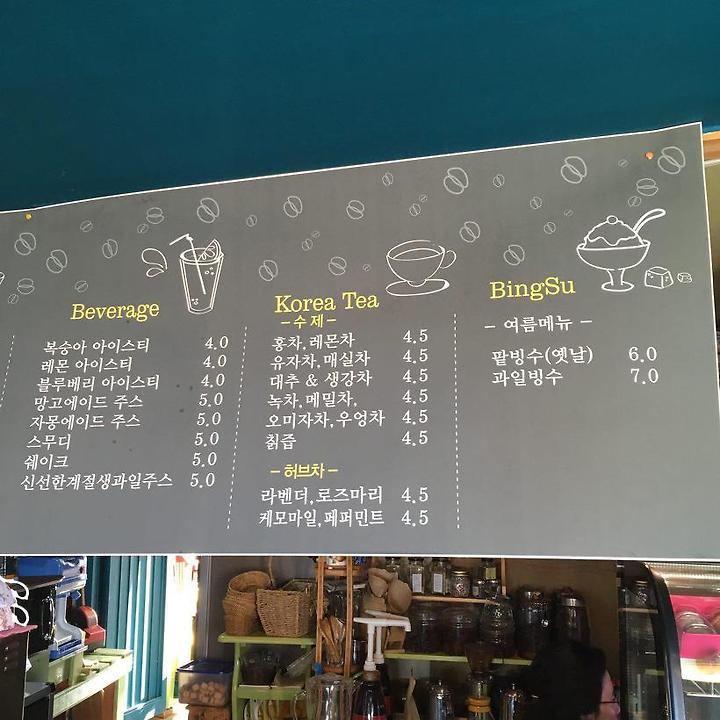 Beverage
복숭아 아이스티 4.0
레몬 아이스티 4.0
블루베리 아이스티 4.0
망고에이드 주스 5.0
자몽에이드 주스 5.0
스무디 5.0
쉐이크 5.0
신선한계절생과일주스 5.0
Korea Tea
-수제-
홍차,레몬차 4.5
유자차,매실차 4.5
대추 & 생강차 4.5
녹차,메밀차, 4.5
오미자차,우엉차 4.5
칡즙 4.5
-허브차-
라벤더,로즈마리 4.5
케모마일,페퍼민트 4.5
BingSu
- 여름메뉴 -
팥빙수(옛날) 6.0
과일빙수 7.0